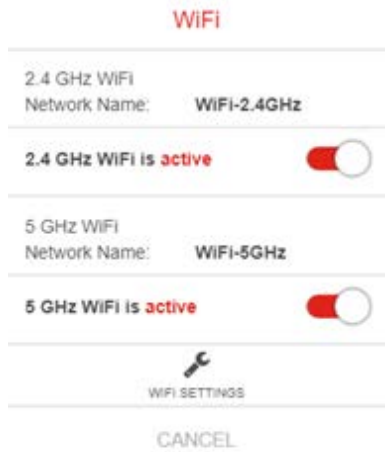 WiFi
2.4 GHz WiFi
Network Name: WiFi-2.4GHz
2.4 GHz WiFi is active
5 GHz WiFi
Network Name: WiFi-5GHz
5 GHz WiFi is active
WIFI SETTINGS
CANCEL